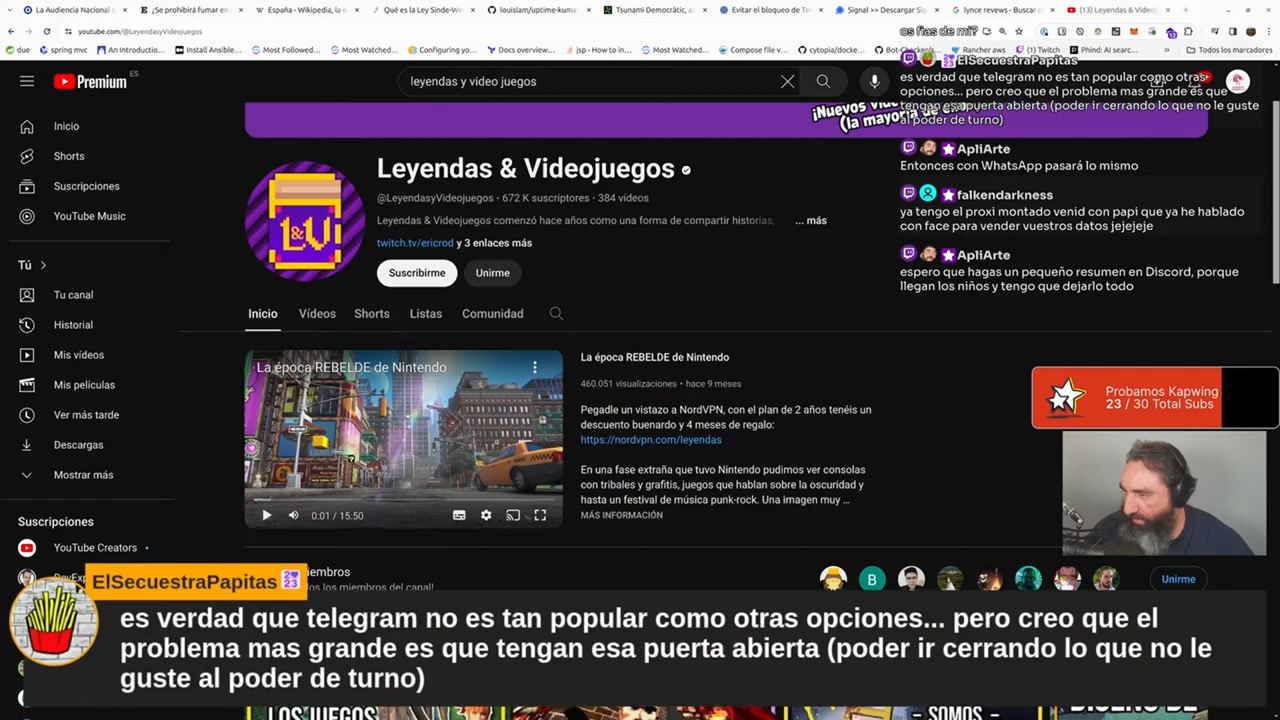 La Audiencia Nacional c
¿Se prohibirá fumar en l
España - Wikipedia, la e
Qué es la Ley Sinde-We
louislam/uptime-kuma
Tsunami Democràtic, as
Evitar el bloqueo de Te
Signal >> Descargar Sig
lynce revews - Buscar c
(13) Leyendas & Videoju
youtube.com/@LeyendasyVideojuegos
os fias de mi?
due
spring mvc
An Introductio...
Install Ansible...
Most Followed...
Most Watched...
Configuring yo...
Docs overview...
jsp - How to in...
Most Watched...
Compose file v...
cytopia/docke...
Bot-Checker/s...
Rancher aws
(1) Twitch
Phind: AI searc...
Todos los marcadores
Premium ES
leyendas y video juegos
¡Nuevos
(la mayoría de
ElSecuestraPapitas
es verdad que telegram no es tan popular como otras
opciones... pero creo que el problema mas grande es que
tengan esa puerta abierta (poder ir cerrando lo que no le guste
al poder de turno)
ApliArte
Entonces con WhatsApp pasará lo mismo
falkendarkness
ya tengo el proxi montado venid con papi que ya he hablado
con face para vender vuestros datos jejejeje
ApliArte
espero que hagas un pequeño resumen en Discord, porque
llegan los niños y tengo que dejarlo todo
Inicio
Shorts
Suscripciones
YouTube Music
Tú
Tu canal
Historial
Mis vídeos
Mis películas
Ver más tarde
Descargas
Mostrar más
Suscripciones
YouTube Creators
L&V
Leyendas & Videojuegos
@LeyendasyVideojuegos · 672 K suscriptores · 384 vídeos
Leyendas & Videojuegos comenzó hace años como una forma de compartir historias, ... más
twitch.tv/ericrod y 3 enlaces más
Suscribirme
Unirme
Inicio
Vídeos
Shorts
Listas
Comunidad
La época REBELDE de Nintendo
0:01 / 15:50
La época REBELDE de Nintendo
460.051 visualizaciones · hace 9 meses
Pegadle un vistazo a NordVPN, con el plan de 2 años tenéis un
descuento buenardo y 4 meses de regalo:
https://nordvpn.com/leyendas
En una fase extraña que tuvo Nintendo pudimos ver consolas
con tribales y grafitis, juegos que hablan sobre la oscuridad y
hasta un festival de música punk-rock. Una imagen muy ...
MÁS INFORMACIÓN
Probamos Kapwing
23 / 30 Total Subs
iembros
los miembros del canal!
B
Unirme
ElSecuestraPapitas
es verdad que telegram no es tan popular como otras opciones... pero creo que el
problema mas grande es que tengan esa puerta abierta (poder ir cerrando lo que no le
guste al poder de turno)
LOS JUEGOS
- SOMOS
DISEÑO DE